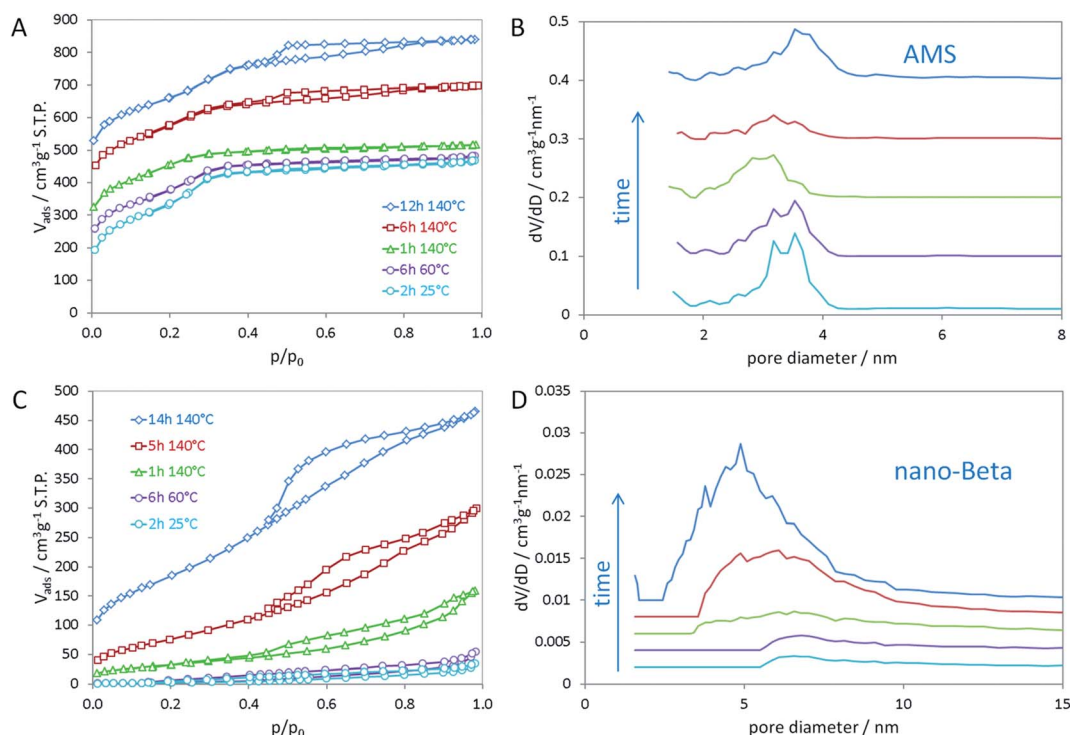 A
900
800
700
600
500
400
300
200
100
0
V_ads / cm³g⁻¹ S.T.P.
12h 140°C
6h 140°C
1h 140°C
6h 60°C
2h 25°C
0.0 0.2 0.4 0.6 0.8 1.0
p/p₀
B
AMS
0.5
0.4
0.3
0.2
0.1
0
dV/dD / cm³g⁻¹nm⁻¹
time
0 2 4 6 8
pore diameter / nm
C
500
450
400
350
300
250
200
150
100
50
0
V_ads / cm³g⁻¹ S.T.P.
14h 140°C
5h 140°C
1h 140°C
6h 60°C
2h 25°C
0.0 0.2 0.4 0.6 0.8 1.0
p/p₀
D
nano-Beta
0.035
0.03
0.025
0.02
0.015
0.01
0.005
0
dV/dD / cm³g⁻¹nm⁻¹
time
0 5 10 15
pore diameter / nm